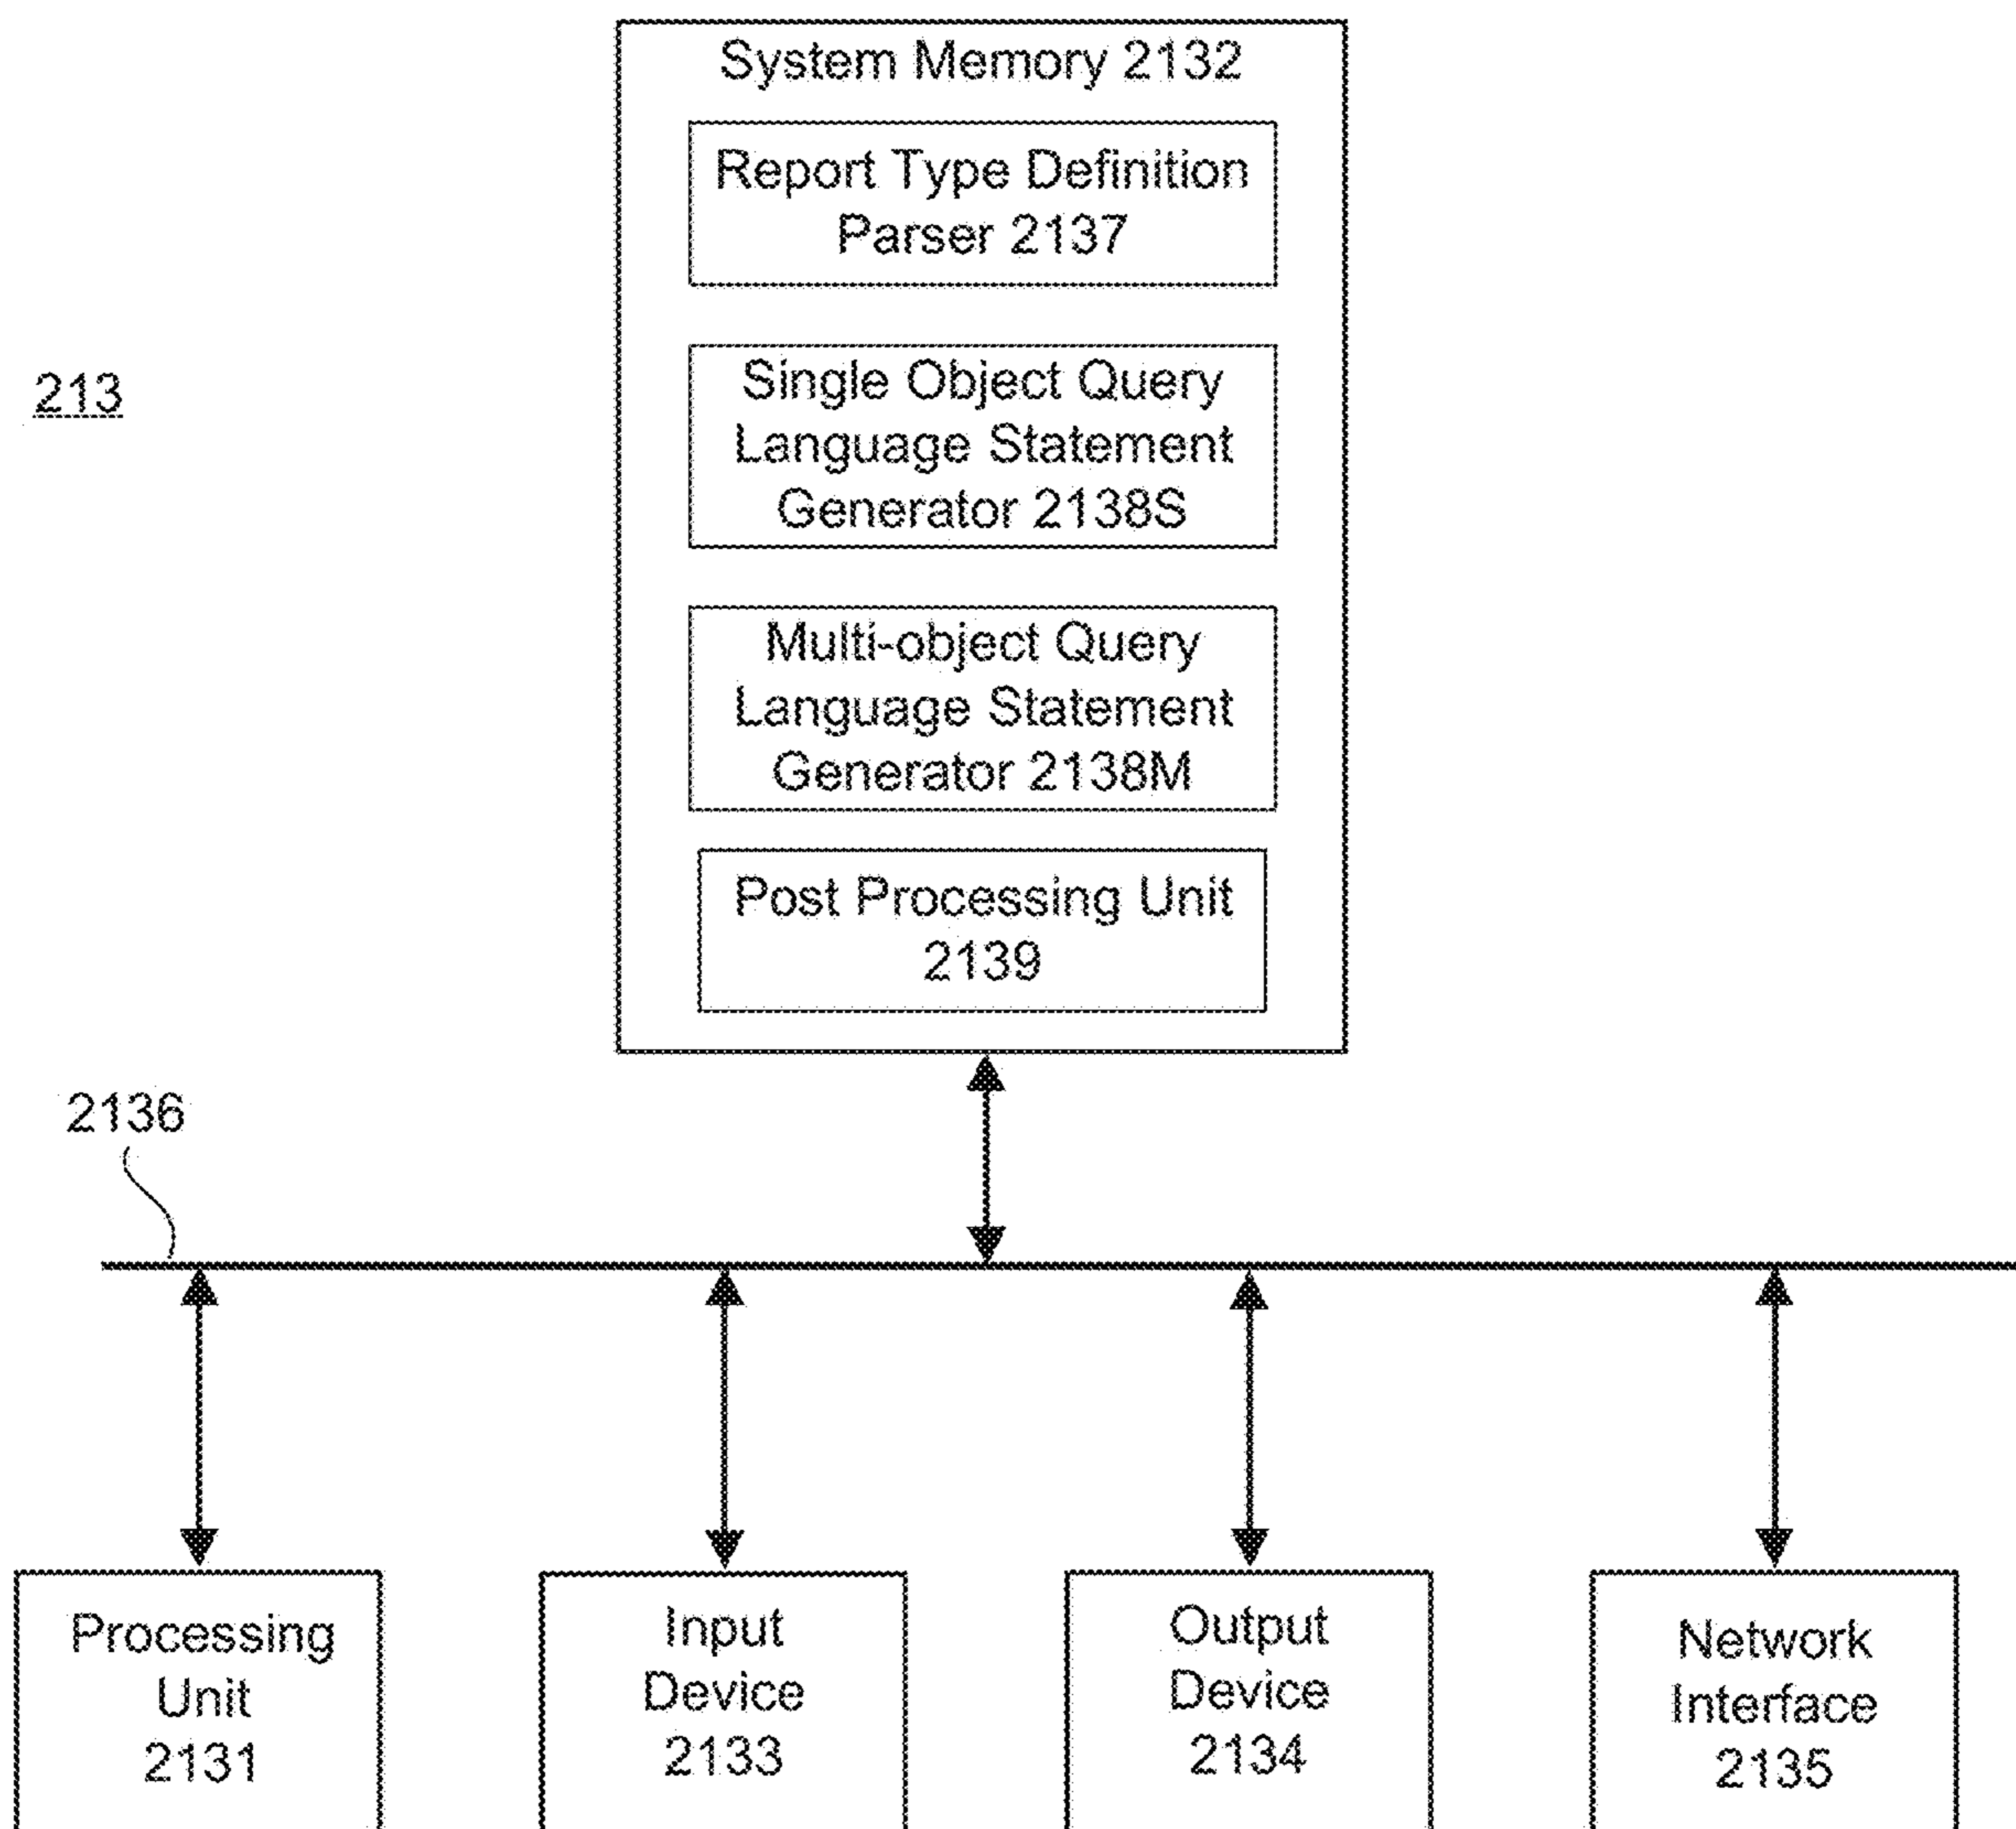 System Memory 2132
Report Type Definition
Parser 2137
213
Single Object Query
Language Statement
Generator 2138S
Multi-object Query
Language Statement
Generator 2138M
Post Processing Unit
2139
2136
Processing
Unit
2131
Input
Device
2133
Output
Device
2134
Network
Interface
2135